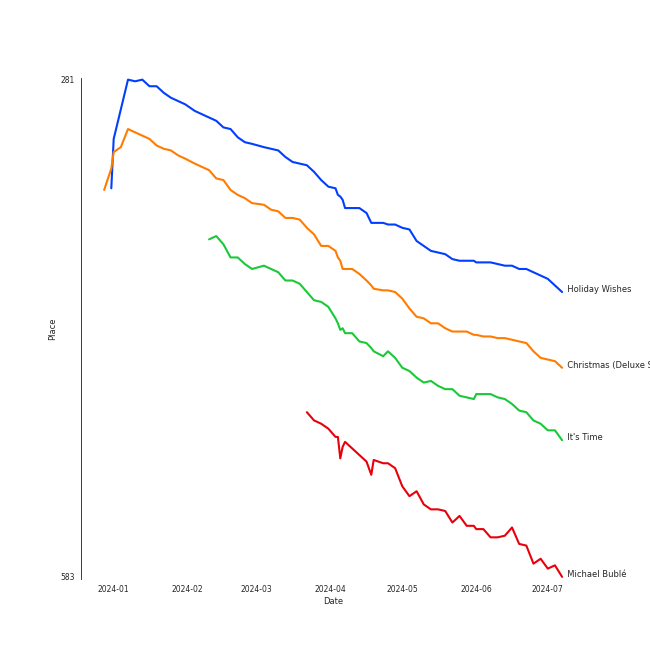 281
Holiday Wishes
Place
Christmas (Deluxe S
It's Time
Michael Bublé
583
2024-01 2024-02 2024-03 2024-04 2024-05 2024-06 2024-07
Date